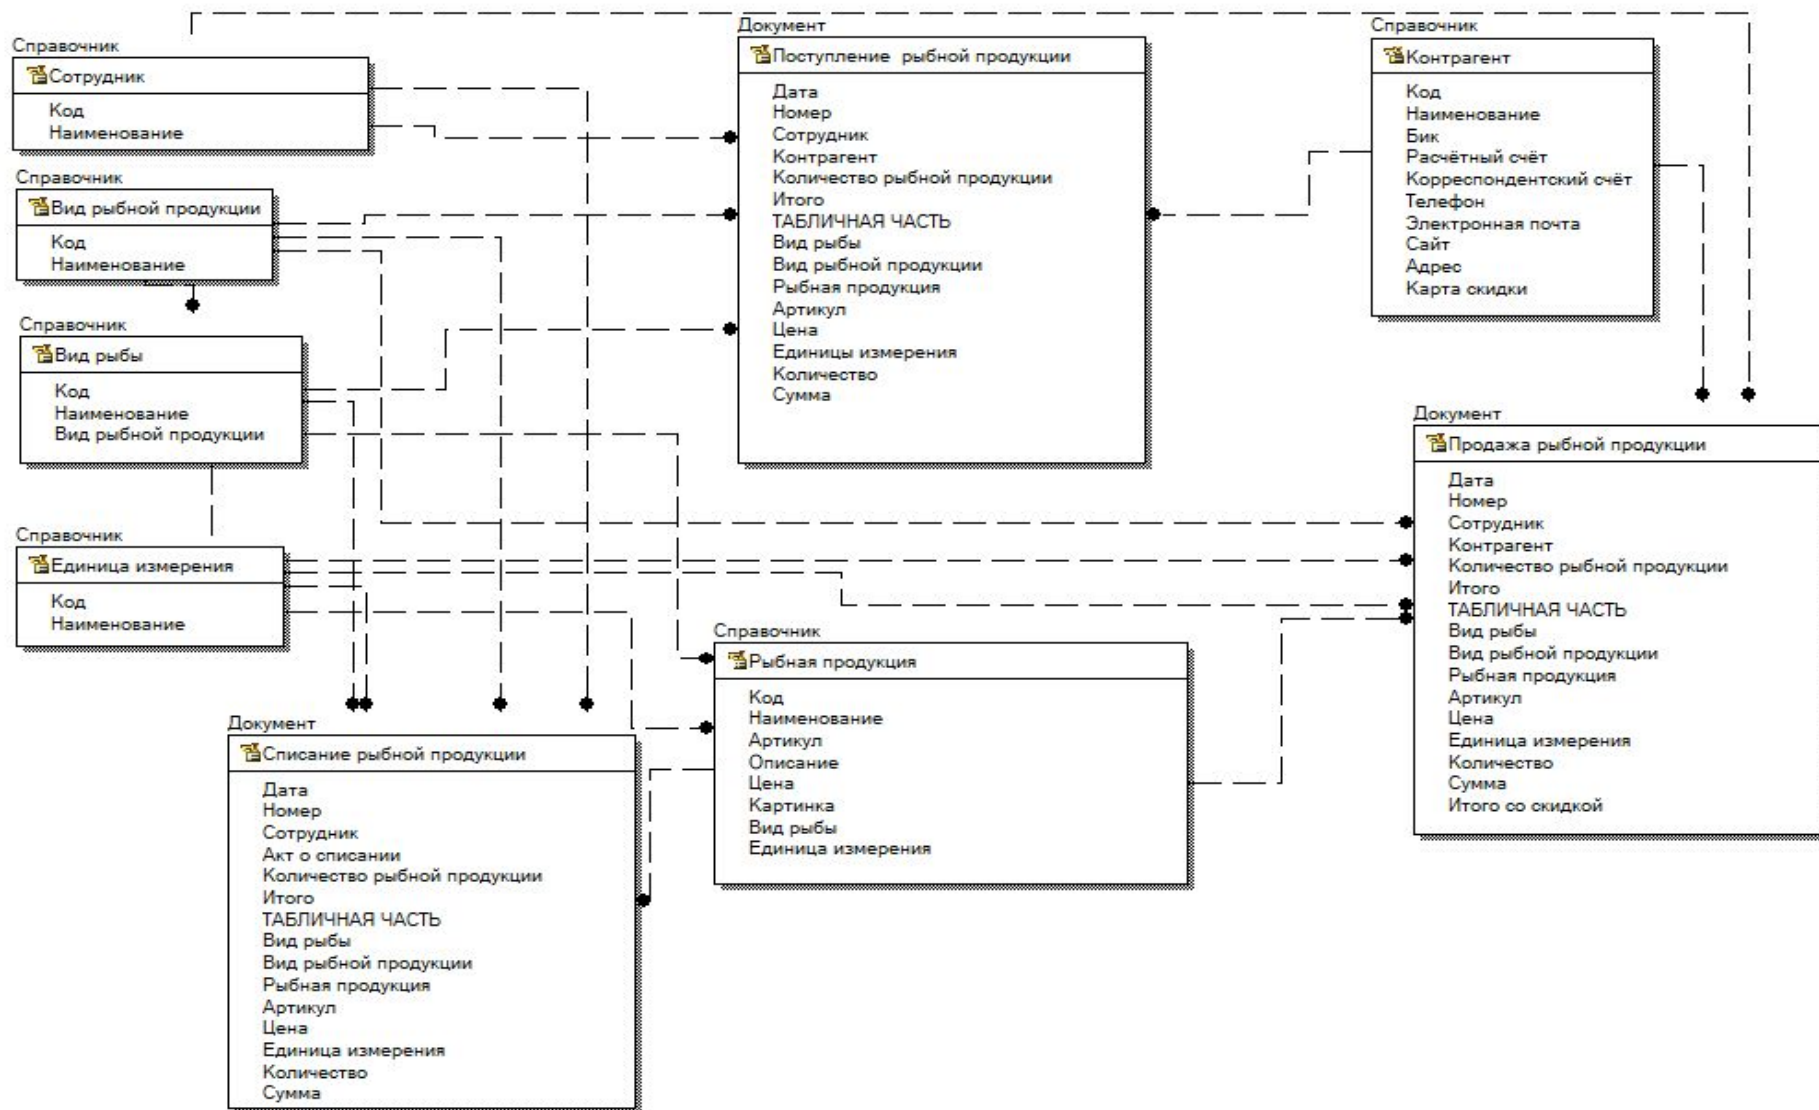 Справочник
Сотрудник
Код
Наименование
Справочник
Вид рыбной продукции
Код
Наименование
Справочник
Вид рыбы
Код
Наименование
Вид рыбной продукции
Справочник
Единица измерения
Код
Наименование
Документ
Поступление рыбной продукции
Дата
Номер
Сотрудник
Контрагент
Количество рыбной продукции
Итого
ТАБЛИЧНАЯ ЧАСТЬ
Вид рыбы
Вид рыбной продукции
Рыбная продукция
Артикул
Цена
Единицы измерения
Количество
Сумма
Справочник
Контрагент
Код
Наименование
Бик
Расчётный счёт
Корреспондентский счёт
Телефон
Электронная почта
Сайт
Адрес
Карта скидки
Документ
Продажа рыбной продукции
Дата
Номер
Сотрудник
Контрагент
Количество рыбной продукции
Итого
ТАБЛИЧНАЯ ЧАСТЬ
Вид рыбы
Вид рыбной продукции
Рыбная продукция
Артикул
Цена
Единица измерения
Количество
Сумма
Итого со скидкой
Справочник
Рыбная продукция
Код
Наименование
Артикул
Описание
Цена
Картинка
Вид рыбы
Единица измерения
Документ
Списание рыбной продукции
Дата
Номер
Сотрудник
Акт о списании
Количество рыбной продукции
Итого
ТАБЛИЧНАЯ ЧАСТЬ
Вид рыбы
Вид рыбной продукции
Рыбная продукция
Артикул
Цена
Единица измерения
Количество
Сумма